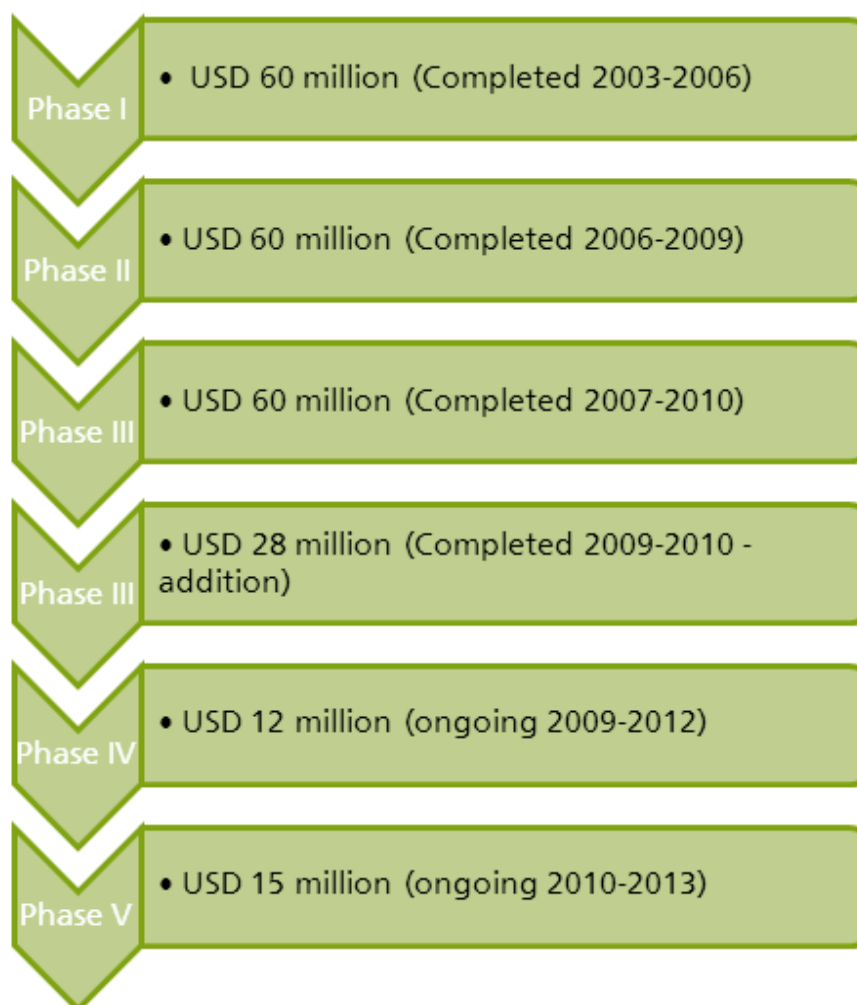 Phase I
• USD 60 million (Completed 2003-2006)
Phase II
• USD 60 million (Completed 2006-2009)
Phase III
• USD 60 million (Completed 2007-2010)
Phase III
• USD 28 million (Completed 2009-2010 -
addition)
Phase IV
• USD 12 million (ongoing 2009-2012)
Phase V
• USD 15 million (ongoing 2010-2013)